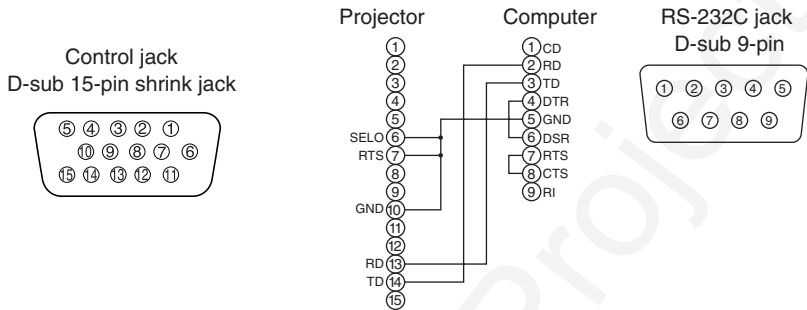 Control jack
D-sub 15-pin shrink jack
⑤ ④ ③ ② ①
⑩ ⑨ ⑧ ⑦ ⑥
⑮ ⑭ ⑬ ⑫ ⑪
Projector
①
②
③
④
⑤
SELO ⑥
RTS ⑦
⑧
⑨
GND ⑩
⑪
⑫
RD ⑬
TD ⑭
⑮
Computer
① CD
② RD
③ TD
④ DTR
⑤ GND
⑥ DSR
⑦ RTS
⑧ CTS
⑨ RI
RS-232C jack
D-sub 9-pin
① ② ③ ④ ⑤
⑥ ⑦ ⑧ ⑨
Project